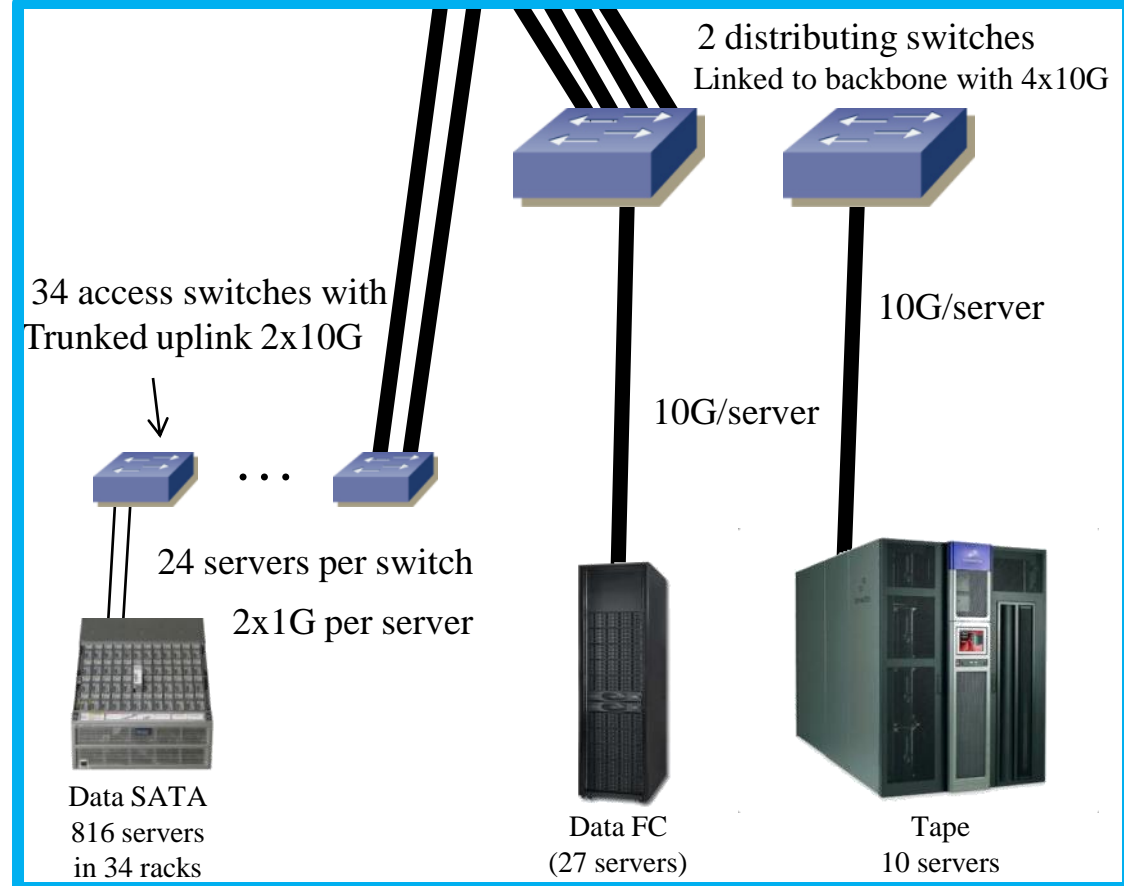 2 distributing switches
Linked to backbone with 4x10G
34 access switches with
Trunked uplink 2x10G
10G/server
10G/server
. . .
24 servers per switch
2x1G per server
Data SATA
816 servers
in 34 racks
Data FC
(27 servers)
Tape
10 servers